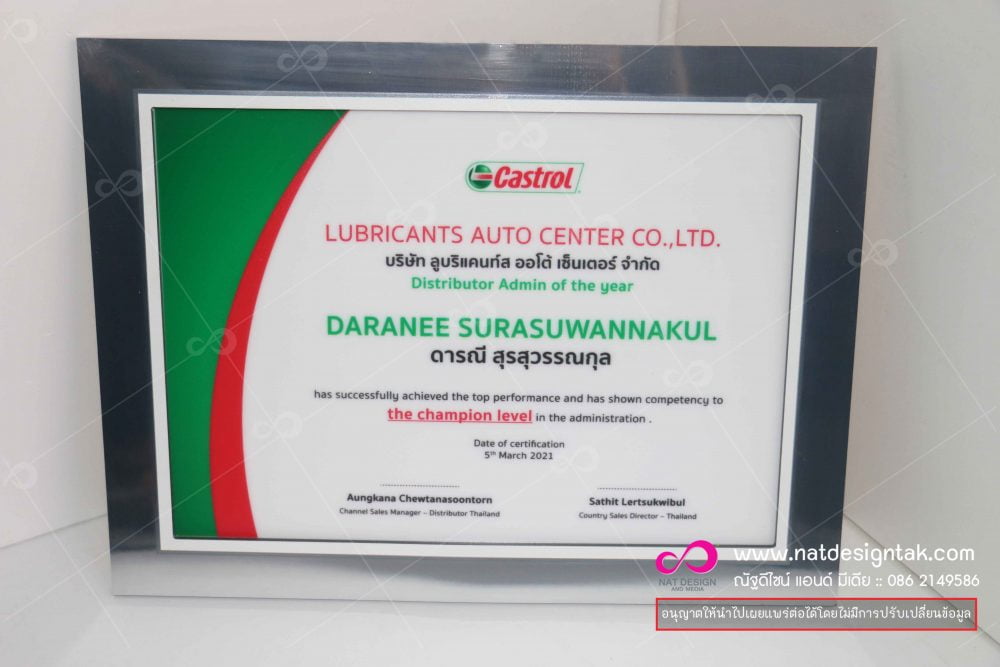 Castrol
LUBRICANTS AUTO CENTER CO.,LTD.
บริษัท ลูบริแคนท์ส ออโต้ เซ็นเตอร์ จำกัด
Distributor Admin of the year
DARANEE SURASUWANNAKUL
ดารณี สุรสุวรรณกุล
has successfully achieved the top performance and has shown competency to
the champion level in the administration .
Date of certification
5th March 2021
Aungkana Chewtanasoontorn
Channel Sales Manager – Distributor Thailand
Sathit Lertsukwibul
Country Sales Director – Thailand
NAT DESIGN
AND MEDIA
www.natdesigntak.com
ณัฐดีไซน์ แอนด์ มีเดีย :: 086 2149586
อนุญาตให้นำไปเผยแพร่ต่อได้โดยไม่มีการปรับเปลี่ยนข้อมูล